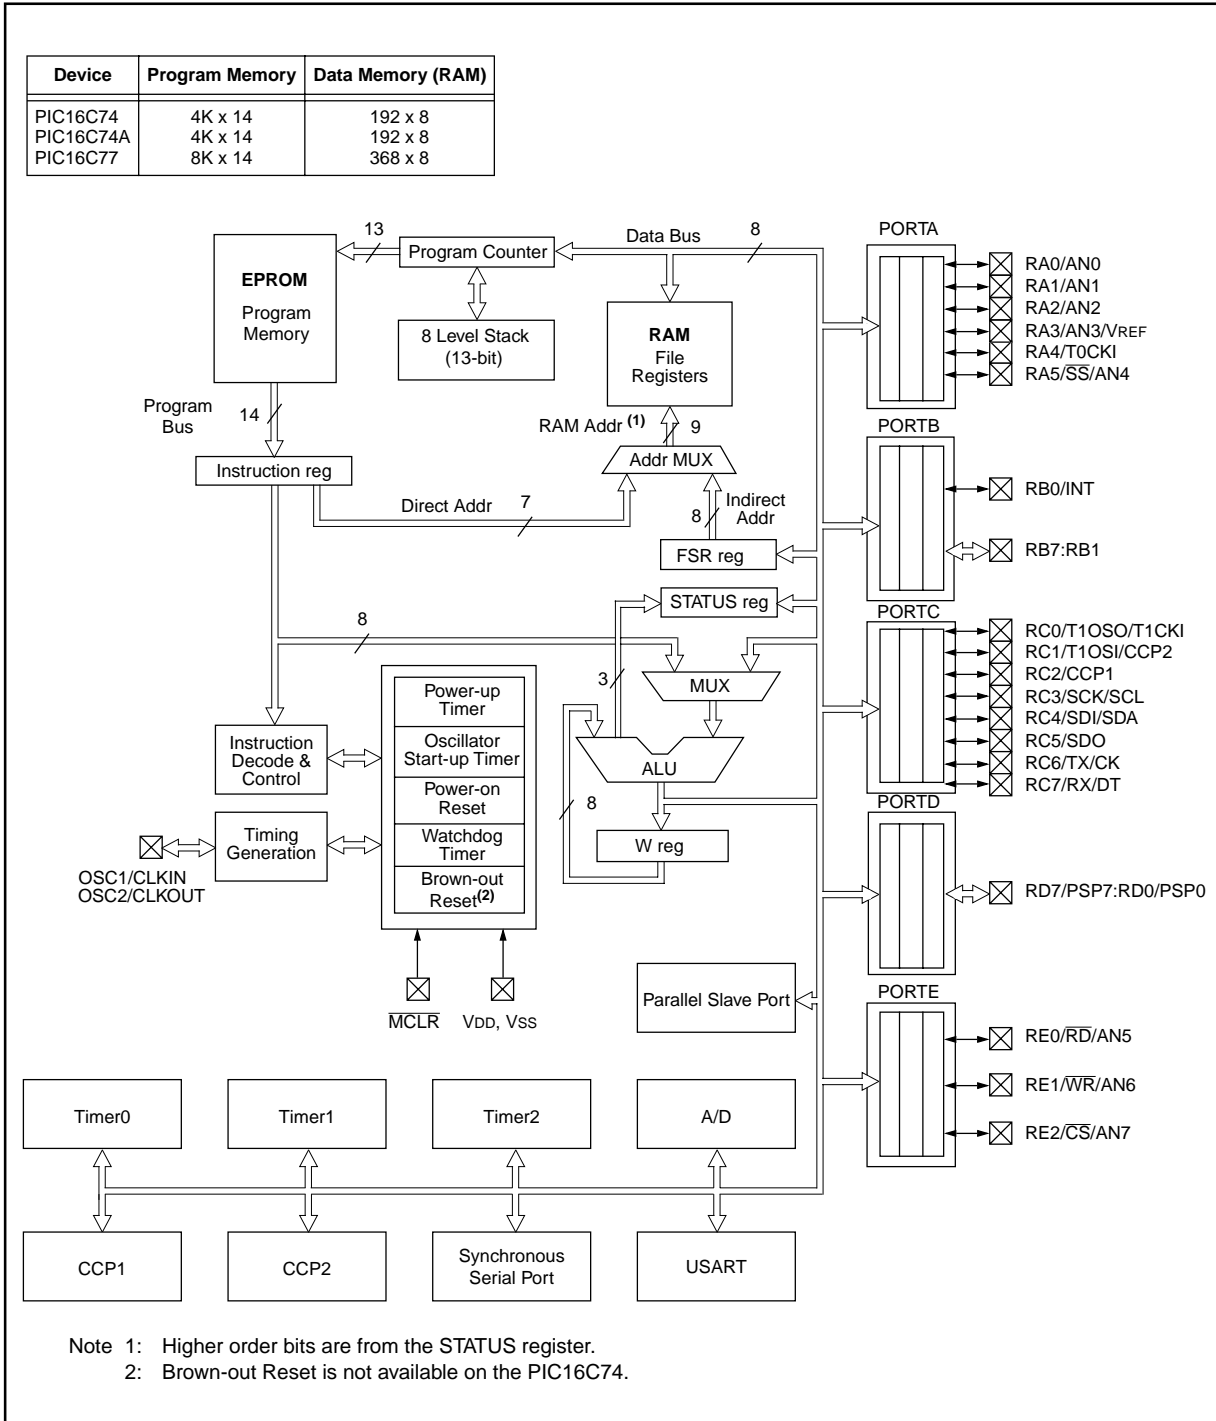 Device Program Memory Data Memory (RAM)
PIC16C74 4K x 14 192 x 8
PIC16C74A 4K x 14 192 x 8
PIC16C77 8K x 14 368 x 8
EPROM
Program
Memory
13
Program Counter
8 Level Stack
(13-bit)
Data Bus
8
RAM
File
Registers
Program
Bus
14
RAM Addr (1)
9
Instruction reg
Addr MUX
Direct Addr
7
8
Indirect
Addr
FSR reg
STATUS reg
8
3
MUX
ALU
8
W reg
Power-up
Timer
Oscillator
Start-up Timer
Power-on
Reset
Watchdog
Timer
Brown-out
Reset(2)
Instruction
Decode &
Control
Timing
Generation
OSC1/CLKIN
OSC2/CLKOUT
MCLR
VDD, VSS
Parallel Slave Port
PORTA
RA0/AN0
RA1/AN1
RA2/AN2
RA3/AN3/VREF
RA4/T0CKI
RA5/SS/AN4
PORTB
RB0/INT
RB7:RB1
PORTC
RC0/T1OSO/T1CKI
RC1/T1OSI/CCP2
RC2/CCP1
RC3/SCK/SCL
RC4/SDI/SDA
RC5/SDO
RC6/TX/CK
RC7/RX/DT
PORTD
RD7/PSP7:RD0/PSP0
PORTE
RE0/RD/AN5
RE1/WR/AN6
RE2/CS/AN7
Timer0
Timer1
Timer2
A/D
CCP1
CCP2
Synchronous
Serial Port
USART
Note 1: Higher order bits are from the STATUS register.
2: Brown-out Reset is not available on the PIC16C74.